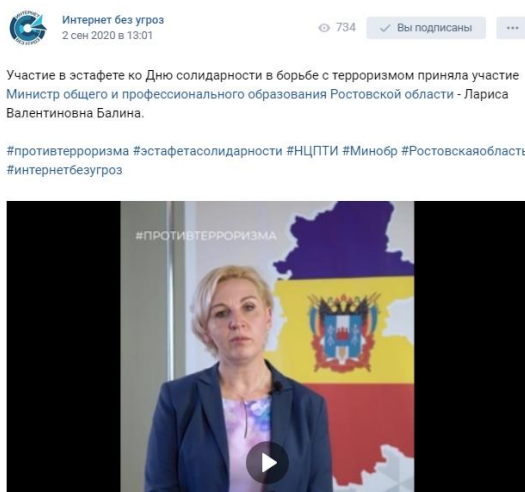 Интернет без угроз
2 сен 2020 в 13:01
734
Вы подписаны
Участие в эстафете ко Дню солидарности в борьбе с терроризмом приняла участие
Министр общего и профессионального образования Ростовской области - Лариса
Валентиновна Балина.
#противтерроризма #эстафетасолидарности #НЦПТИ #Минобр #Ростовскаяобласть
#интернетбезугроз
#ПРОТИВТЕРРОРИЗМА